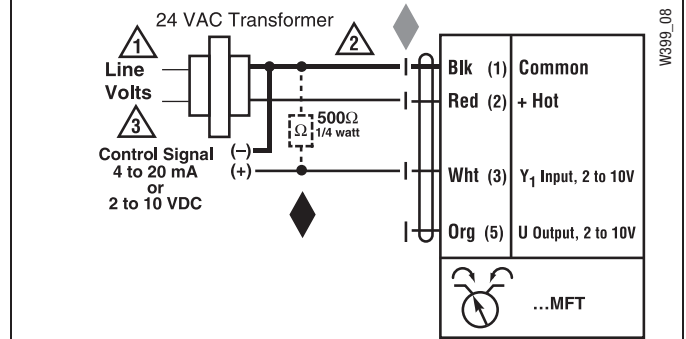 24 VAC Transformer
1
2
W399_08
Line
Volts
3
Blk (1) Common
Red (2) + Hot
500Ω
1/4 watt
Ω
Control Signal
4 to 20 mA
or
2 to 10 VDC
(–)
(+)
Wht (3) Y₁ Input, 2 to 10V
Org (5) U Output, 2 to 10V
...MFT